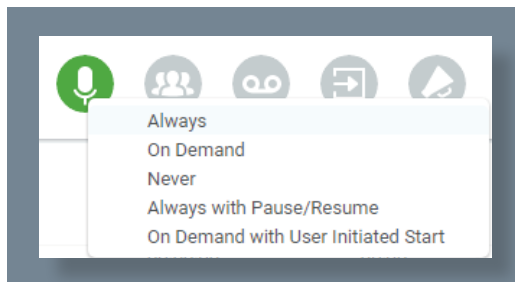 Always
On Demand
Never
Always with Pause/Resume
On Demand with User Initiated Start